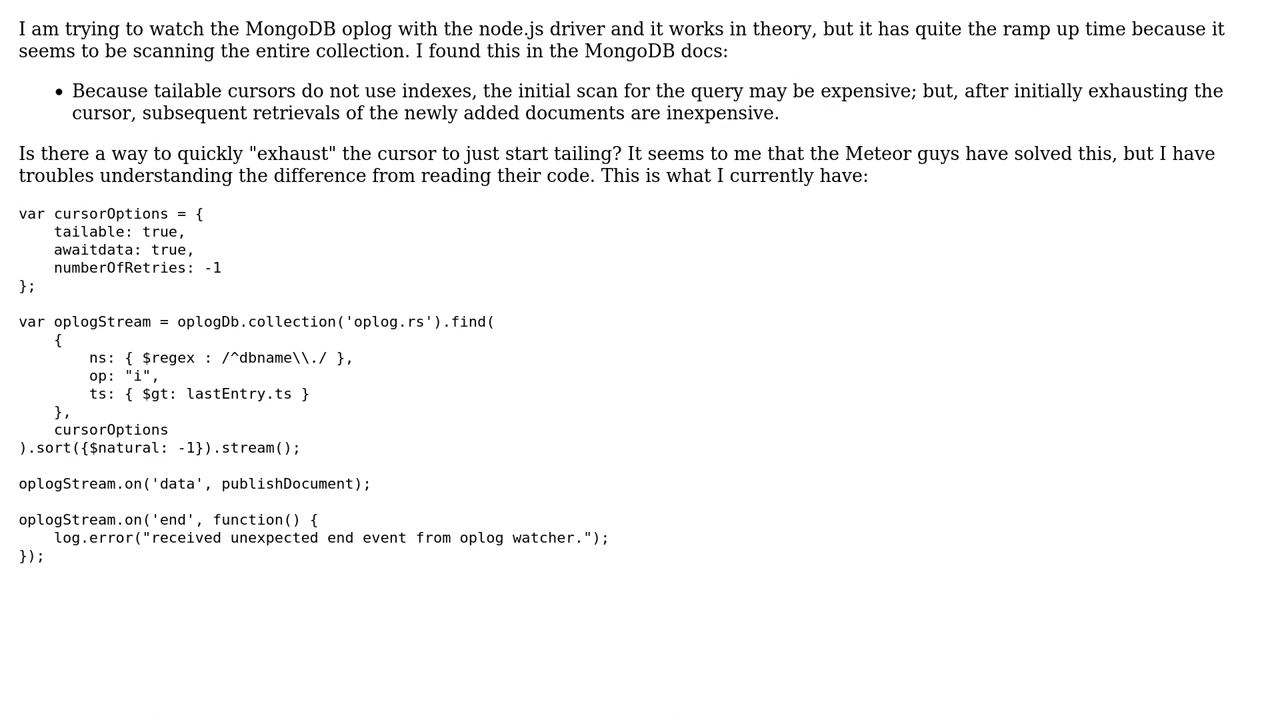 I am trying to watch the MongoDB oplog with the node.js driver and it works in theory, but it has quite the ramp up time because it
seems to be scanning the entire collection. I found this in the MongoDB docs:
• Because tailable cursors do not use indexes, the initial scan for the query may be expensive; but, after initially exhausting the
cursor, subsequent retrievals of the newly added documents are inexpensive.
Is there a way to quickly "exhaust" the cursor to just start tailing? It seems to me that the Meteor guys have solved this, but I have
troubles understanding the difference from reading their code. This is what I currently have:
var cursorOptions = {
    tailable: true,
    awaitdata: true,
    numberOfRetries: -1
};
var oplogStream = oplogDb.collection('oplog.rs').find(
    {
        ns: { $regex : /^dbname\\./ },
        op: "i",
        ts: { $gt: lastEntry.ts }
    },
    cursorOptions
).sort({$natural: -1}).stream();
oplogStream.on('data', publishDocument);
oplogStream.on('end', function() {
    log.error("received unexpected end event from oplog watcher.");
});